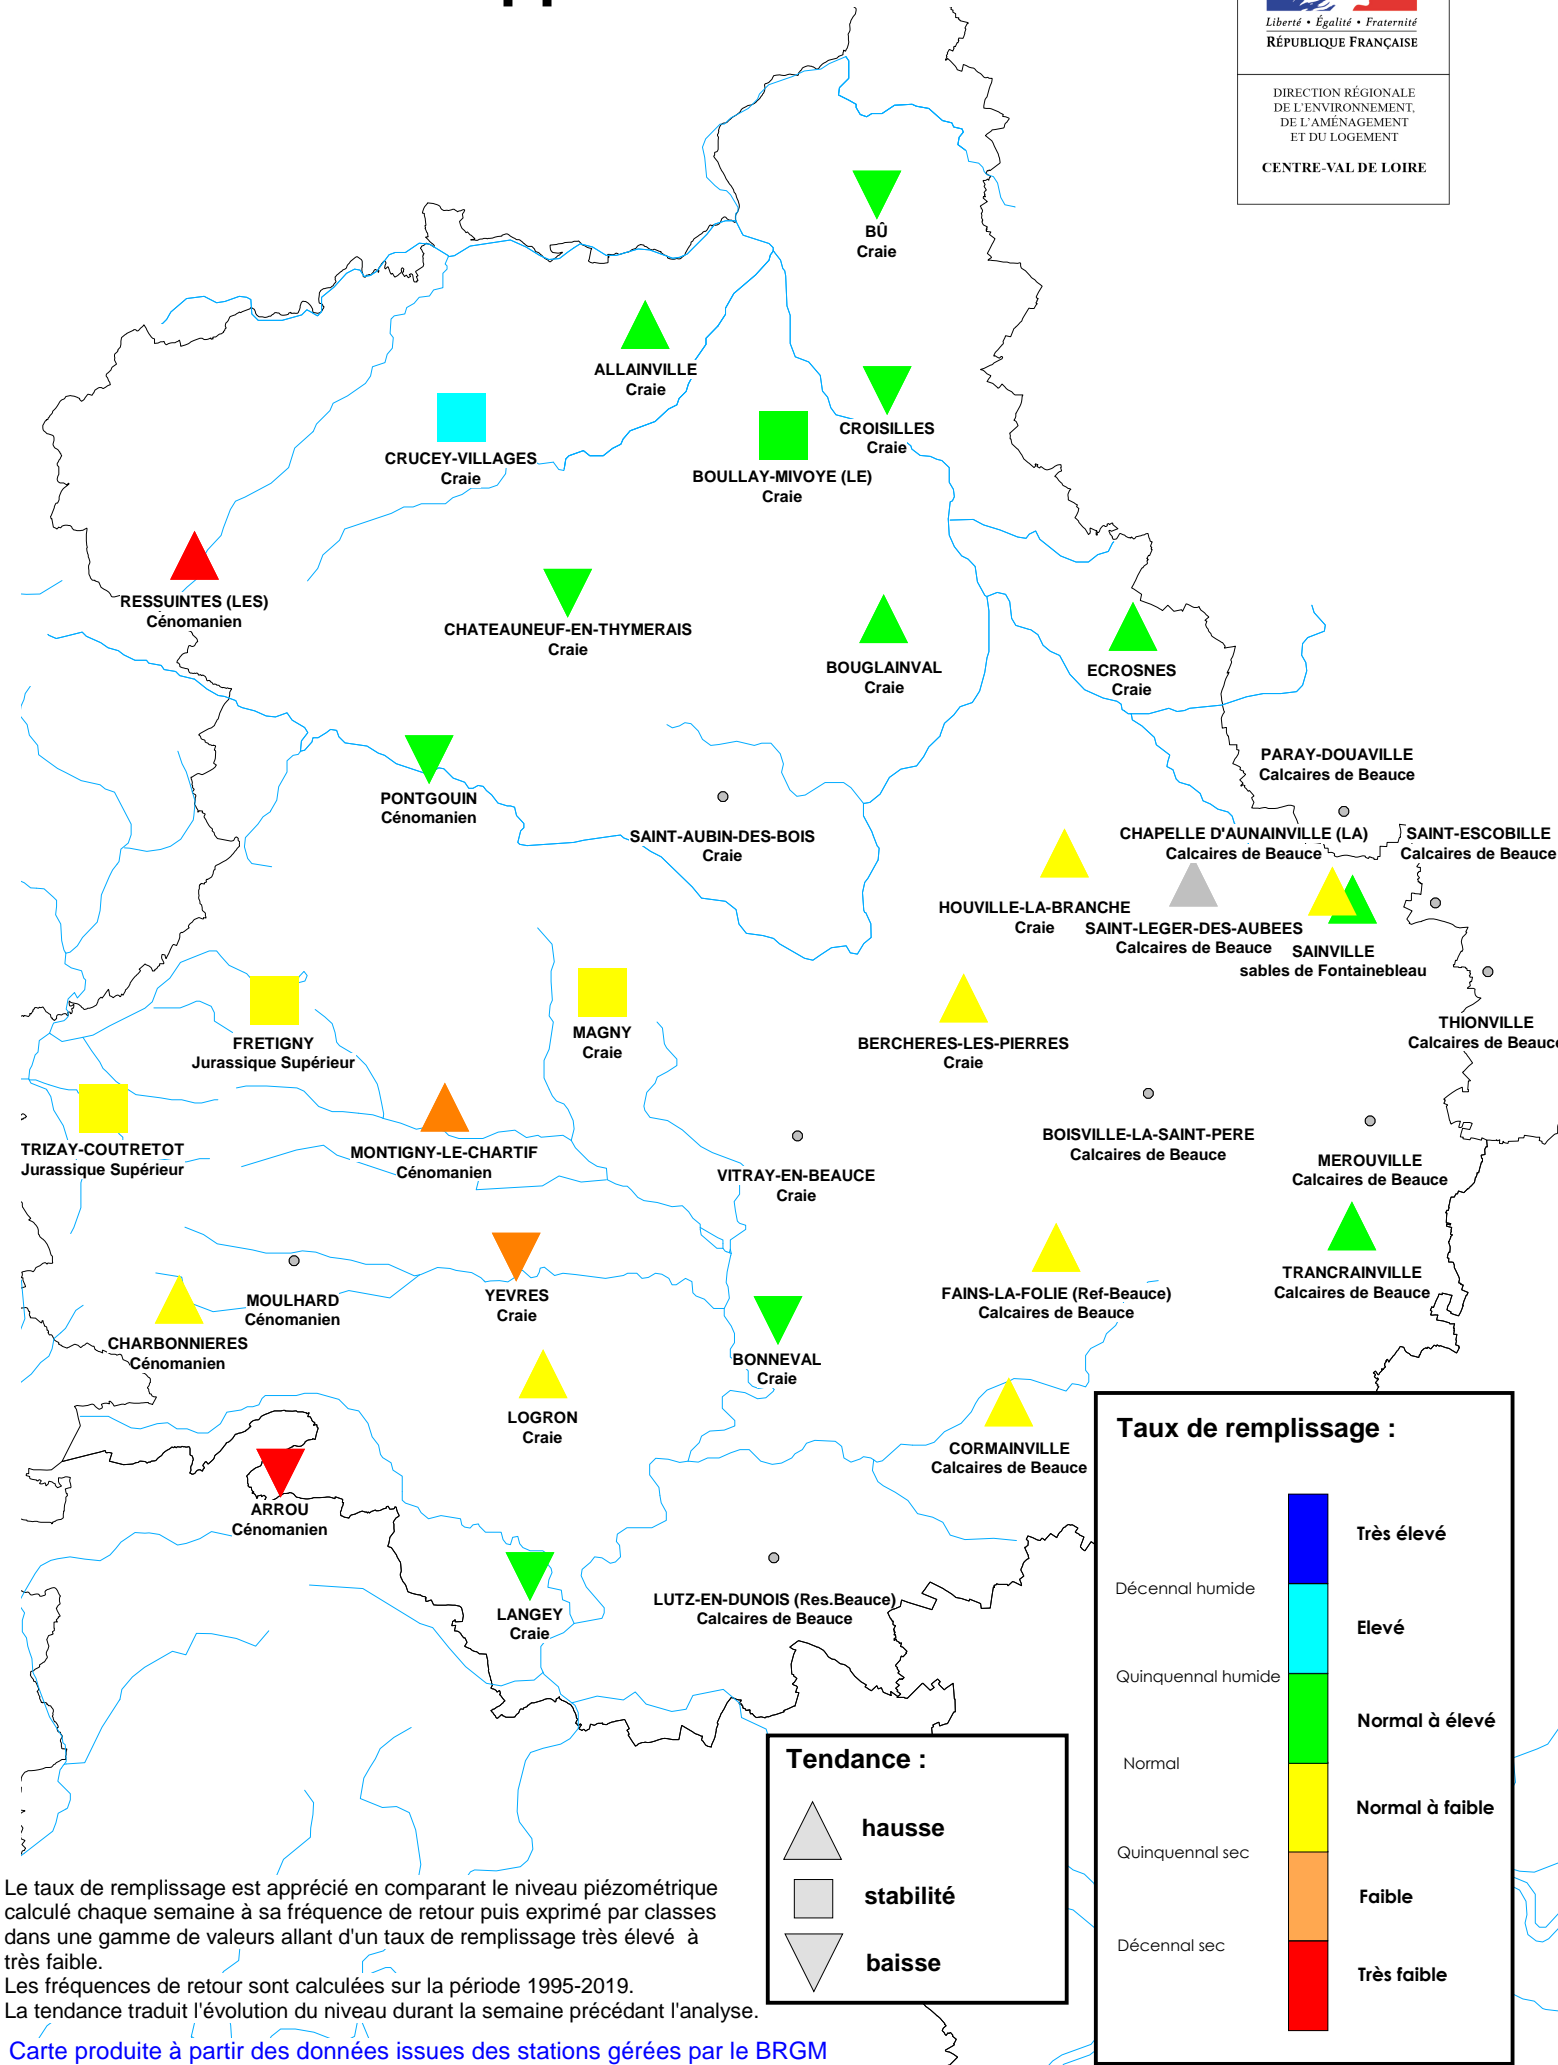 Liberté • Égalité • Fraternité
RÉPUBLIQUE FRANÇAISE
DIRECTION RÉGIONALE
DE L'ENVIRONNEMENT,
DE L'AMÉNAGEMENT
ET DU LOGEMENT
CENTRE-VAL DE LOIRE
BÛ
Craie
ALLAINVILLE
Craie
CROISILLES
Craie
CRUCEY-VILLAGES
Craie
BOULLAY-MIVOYE (LE)
Craie
RESSUINTES (LES)
Cénomanien
CHATEAUNEUF-EN-THYMERAIS
Craie
BOUGLAINVAL
Craie
ECROSNES
Craie
PARAY-DOUAVILLE
Calcaires de Beauce
PONTGOUIN
Cénomanien
SAINT-AUBIN-DES-BOIS
Craie
CHAPELLE D'AUNAINVILLE (LA)
Calcaires de Beauce
SAINT-ESCOBILLE
Calcaires de Beauce
HOUVILLE-LA-BRANCHE
Craie
SAINT-LEGER-DES-AUBEES
Calcaires de Beauce
SAINVILLE
sables de Fontainebleau
THIONVILLE
Calcaires de Beauce
FRETIGNY
Jurassique Supérieur
MAGNY
Craie
BERCHERES-LES-PIERRES
Craie
TRIZAY-COUTRETOT
Jurassique Supérieur
MONTIGNY-LE-CHARTIF
Cénomanien
BOISVILLE-LA-SAINT-PERE
Calcaires de Beauce
VITRAY-EN-BEAUCE
Craie
MEROUVILLE
Calcaires de Beauce
TRANCRAINVILLE
Calcaires de Beauce
MOULHARD
Cénomanien
YEVRES
Craie
FAINS-LA-FOLIE (Ref-Beauce)
Calcaires de Beauce
CHARBONNIERES
Cénomanien
BONNEVAL
Craie
LOGRON
Craie
CORMAINVILLE
Calcaires de Beauce
ARROU
Cénomanien
LANGEY
Craie
LUTZ-EN-DUNOIS (Res.Beauce)
Calcaires de Beauce
Taux de remplissage :
Très élevé
Décennal humide
Elevé
Quinquennal humide
Normal à élevé
Normal
Normal à faible
Quinquennal sec
Faible
Décennal sec
Très faible
Tendance :
hausse
stabilité
baisse
Le taux de remplissage est apprécié en comparant le niveau piézométrique
calculé chaque semaine à sa fréquence de retour puis exprimé par classes
dans une gamme de valeurs allant d'un taux de remplissage très élevé à
très faible.
Les fréquences de retour sont calculées sur la période 1995-2019.
La tendance traduit l'évolution du niveau durant la semaine précédant l'analyse.
Carte produite à partir des données issues des stations gérées par le BRGM